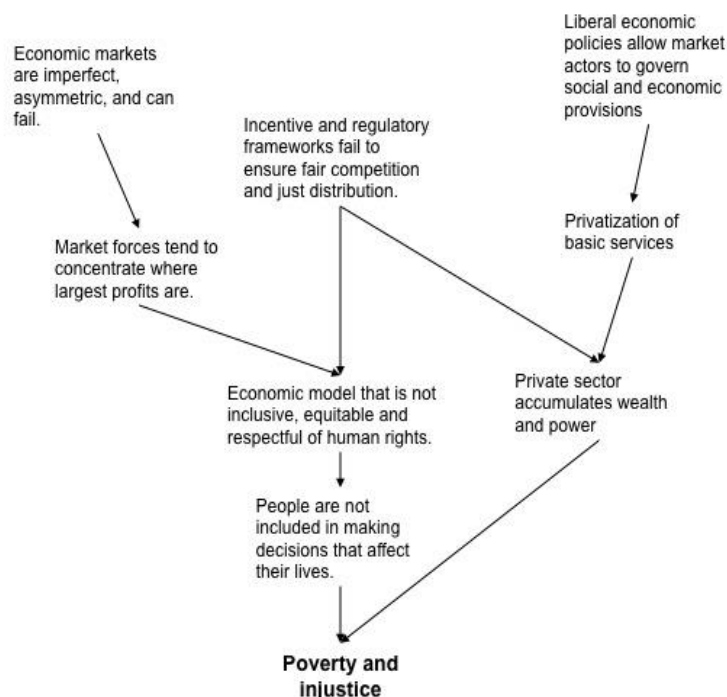 Economic markets
are imperfect,
asymmetric, and can
fail.
Liberal economic
policies allow market
actors to govern
social and economic
provisions
Incentive and regulatory
frameworks fail to
ensure fair competition
and just distribution.
Market forces tend to
concentrate where
largest profits are.
Privatization of
basic services
Economic model that is not
inclusive, equitable and
respectful of human rights.
Private sector
accumulates wealth
and power
People are not
included in making
decisions that affect
their lives.
Poverty and
injustice